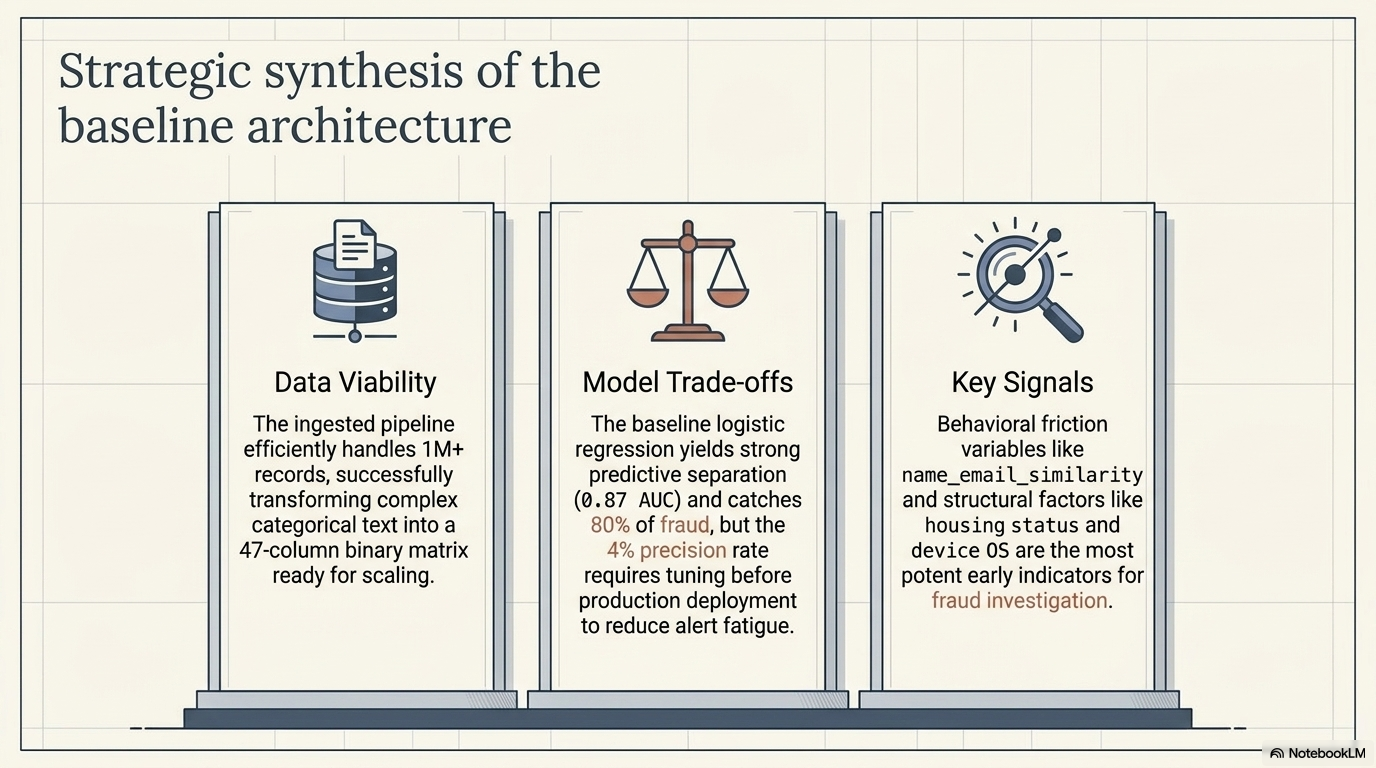 Strategic synthesis of the
baseline architecture
Data Viability
The ingested pipeline
efficiently handles 1M+
records, successfully
transforming complex
categorical text into a
47-column binary matrix
ready for scaling.
Model Trade-offs
The baseline logistic
regression yields strong
predictive separation
(0.87 AUC) and catches
80% of fraud, but the
4% precision rate
requires tuning before
production deployment
to reduce alert fatigue.
Key Signals
Behavioral friction
variables like
name_email_similarity
and structural factors like
housing status and
device OS are the most
potent early indicators for
fraud investigation.
NotebookLM